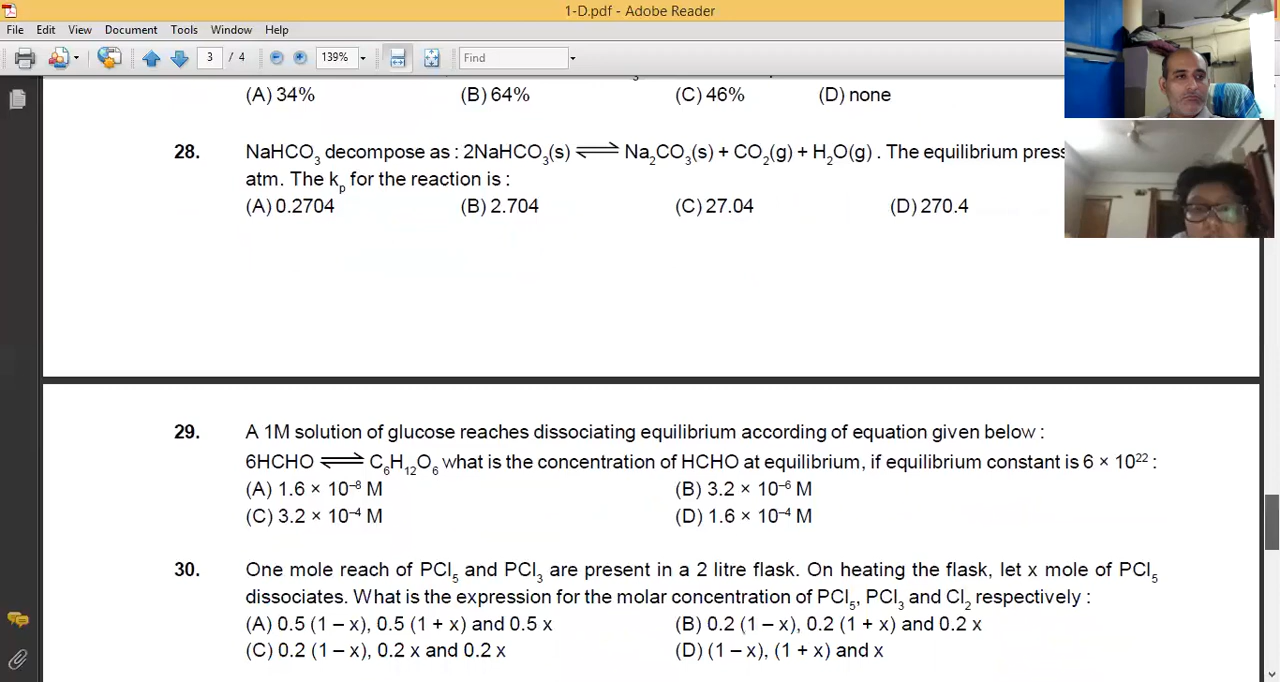 1-D.pdf - Adobe Reader
File Edit View Document Tools Window Help
3 / 4 139% Find
(A) 34% (B) 64% (C) 46% (D) none
28. NaHCO₃ decompose as : 2NaHCO₃(s) ⇌ Na₂CO₃(s) + CO₂(g) + H₂O(g) . The equilibrium
atm. The kₚ for the reaction is :
(A) 0.2704 (B) 2.704 (C) 27.04 (D) 270.4
29. A 1M solution of glucose reaches dissociating equilibrium according of equation given below :
6HCHO ⇌ C₆H₁₂O₆ what is the concentration of HCHO at equilibrium, if equilibrium constant is 6 × 10²² :
(A) 1.6 × 10⁻⁸ M (B) 3.2 × 10⁻⁶ M
(C) 3.2 × 10⁻⁴ M (D) 1.6 × 10⁻⁴ M
30. One mole reach of PCl₅ and PCl₃ are present in a 2 litre flask. On heating the flask, let x mole of PCl₅
dissociates. What is the expression for the molar concentration of PCl₅, PCl₃ and Cl₂ respectively :
(A) 0.5 (1 – x), 0.5 (1 + x) and 0.5 x (B) 0.2 (1 – x), 0.2 (1 + x) and 0.2 x
(C) 0.2 (1 – x), 0.2 x and 0.2 x (D) (1 – x), (1 + x) and x